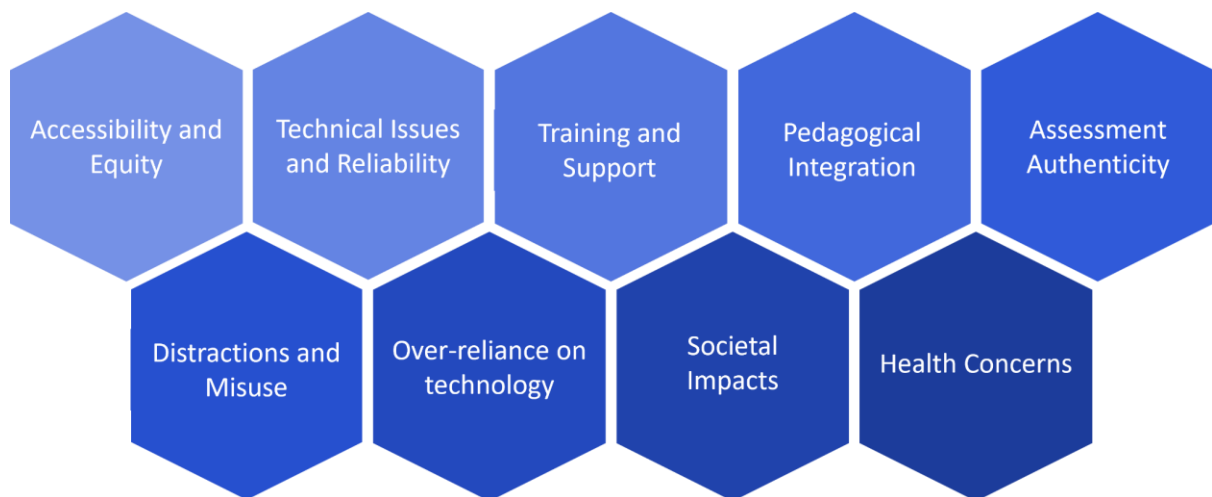 Accessibility and
Equity
Technical Issues
and Reliability
Training and
Support
Pedagogical
Integration
Assessment
Authenticity
Distractions and
Misuse
Over-reliance on
technology
Societal
Impacts
Health Concerns